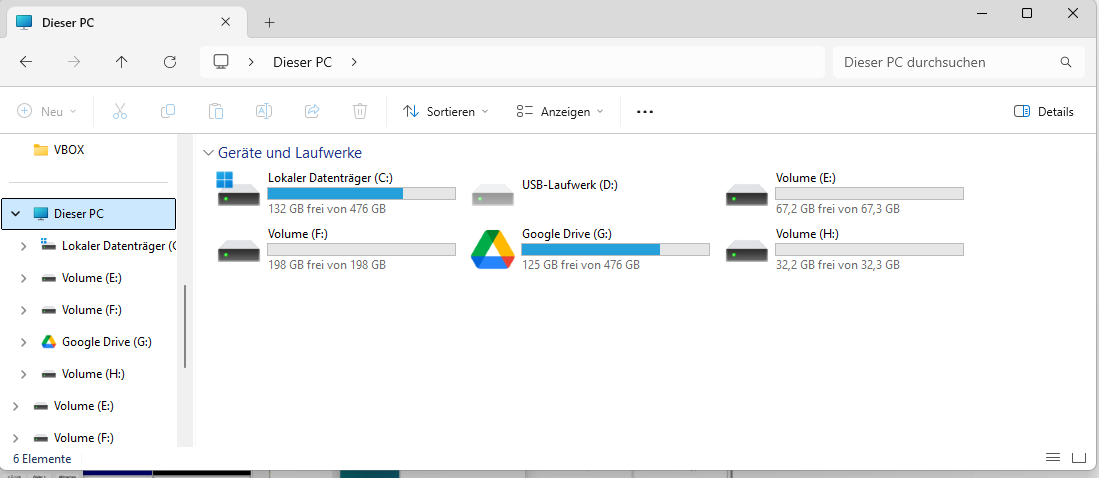 Dieser PC
Dieser PC
Dieser PC durchsuchen
Neu
Sortieren
Anzeigen
Details
VBOX
Dieser PC
Lokaler Datenträger (
Volume (E:)
Volume (F:)
Google Drive (G:)
Volume (H:)
Volume (E:)
Volume (F:)
Geräte und Laufwerke
Lokaler Datenträger (C:)
132 GB frei von 476 GB
USB-Laufwerk (D:)
Volume (E:)
67,2 GB frei von 67,3 GB
Volume (F:)
198 GB frei von 198 GB
Google Drive (G:)
125 GB frei von 476 GB
Volume (H:)
32,2 GB frei von 32,3 GB
6 Elemente